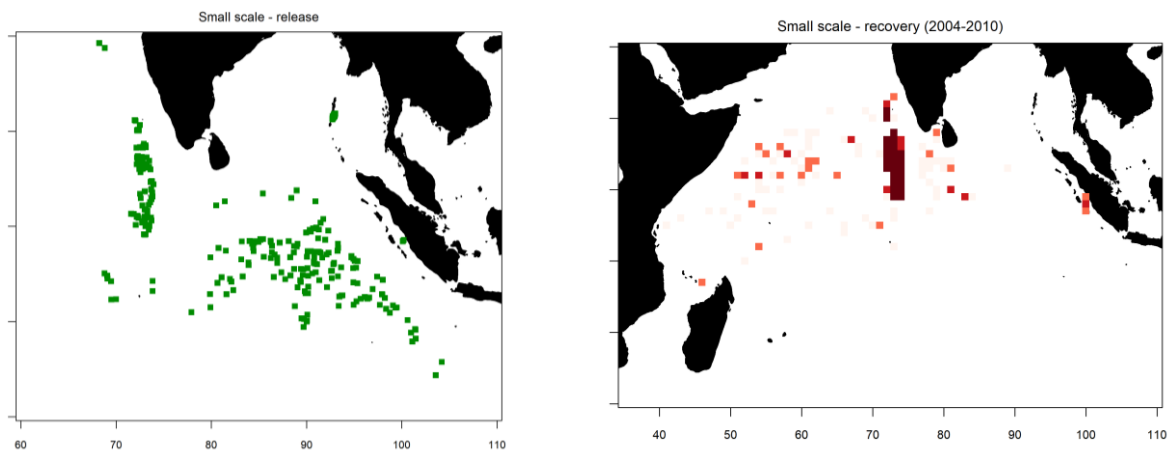 Small scale - release
60 70 80 90 100 110
Small scale - recovery (2004-2010)
40 50 60 70 80 90 100 110